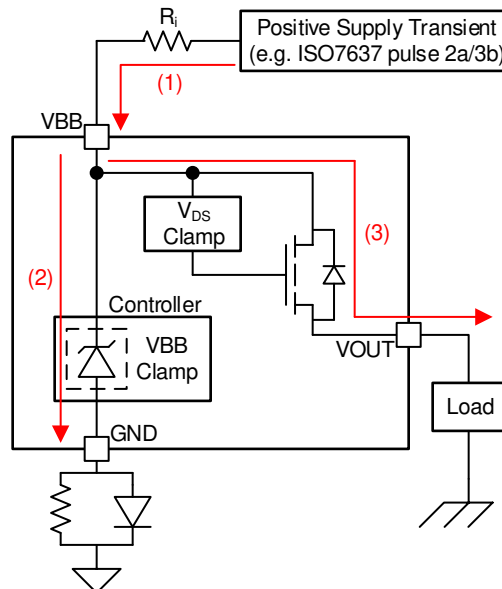 Ri
Positive Supply Transient
(e.g. ISO7637 pulse 2a/3b)
(1)
VBB
VDS
Clamp
(3)
(2)
Controller
VBB
Clamp
VOUT
Load
GND